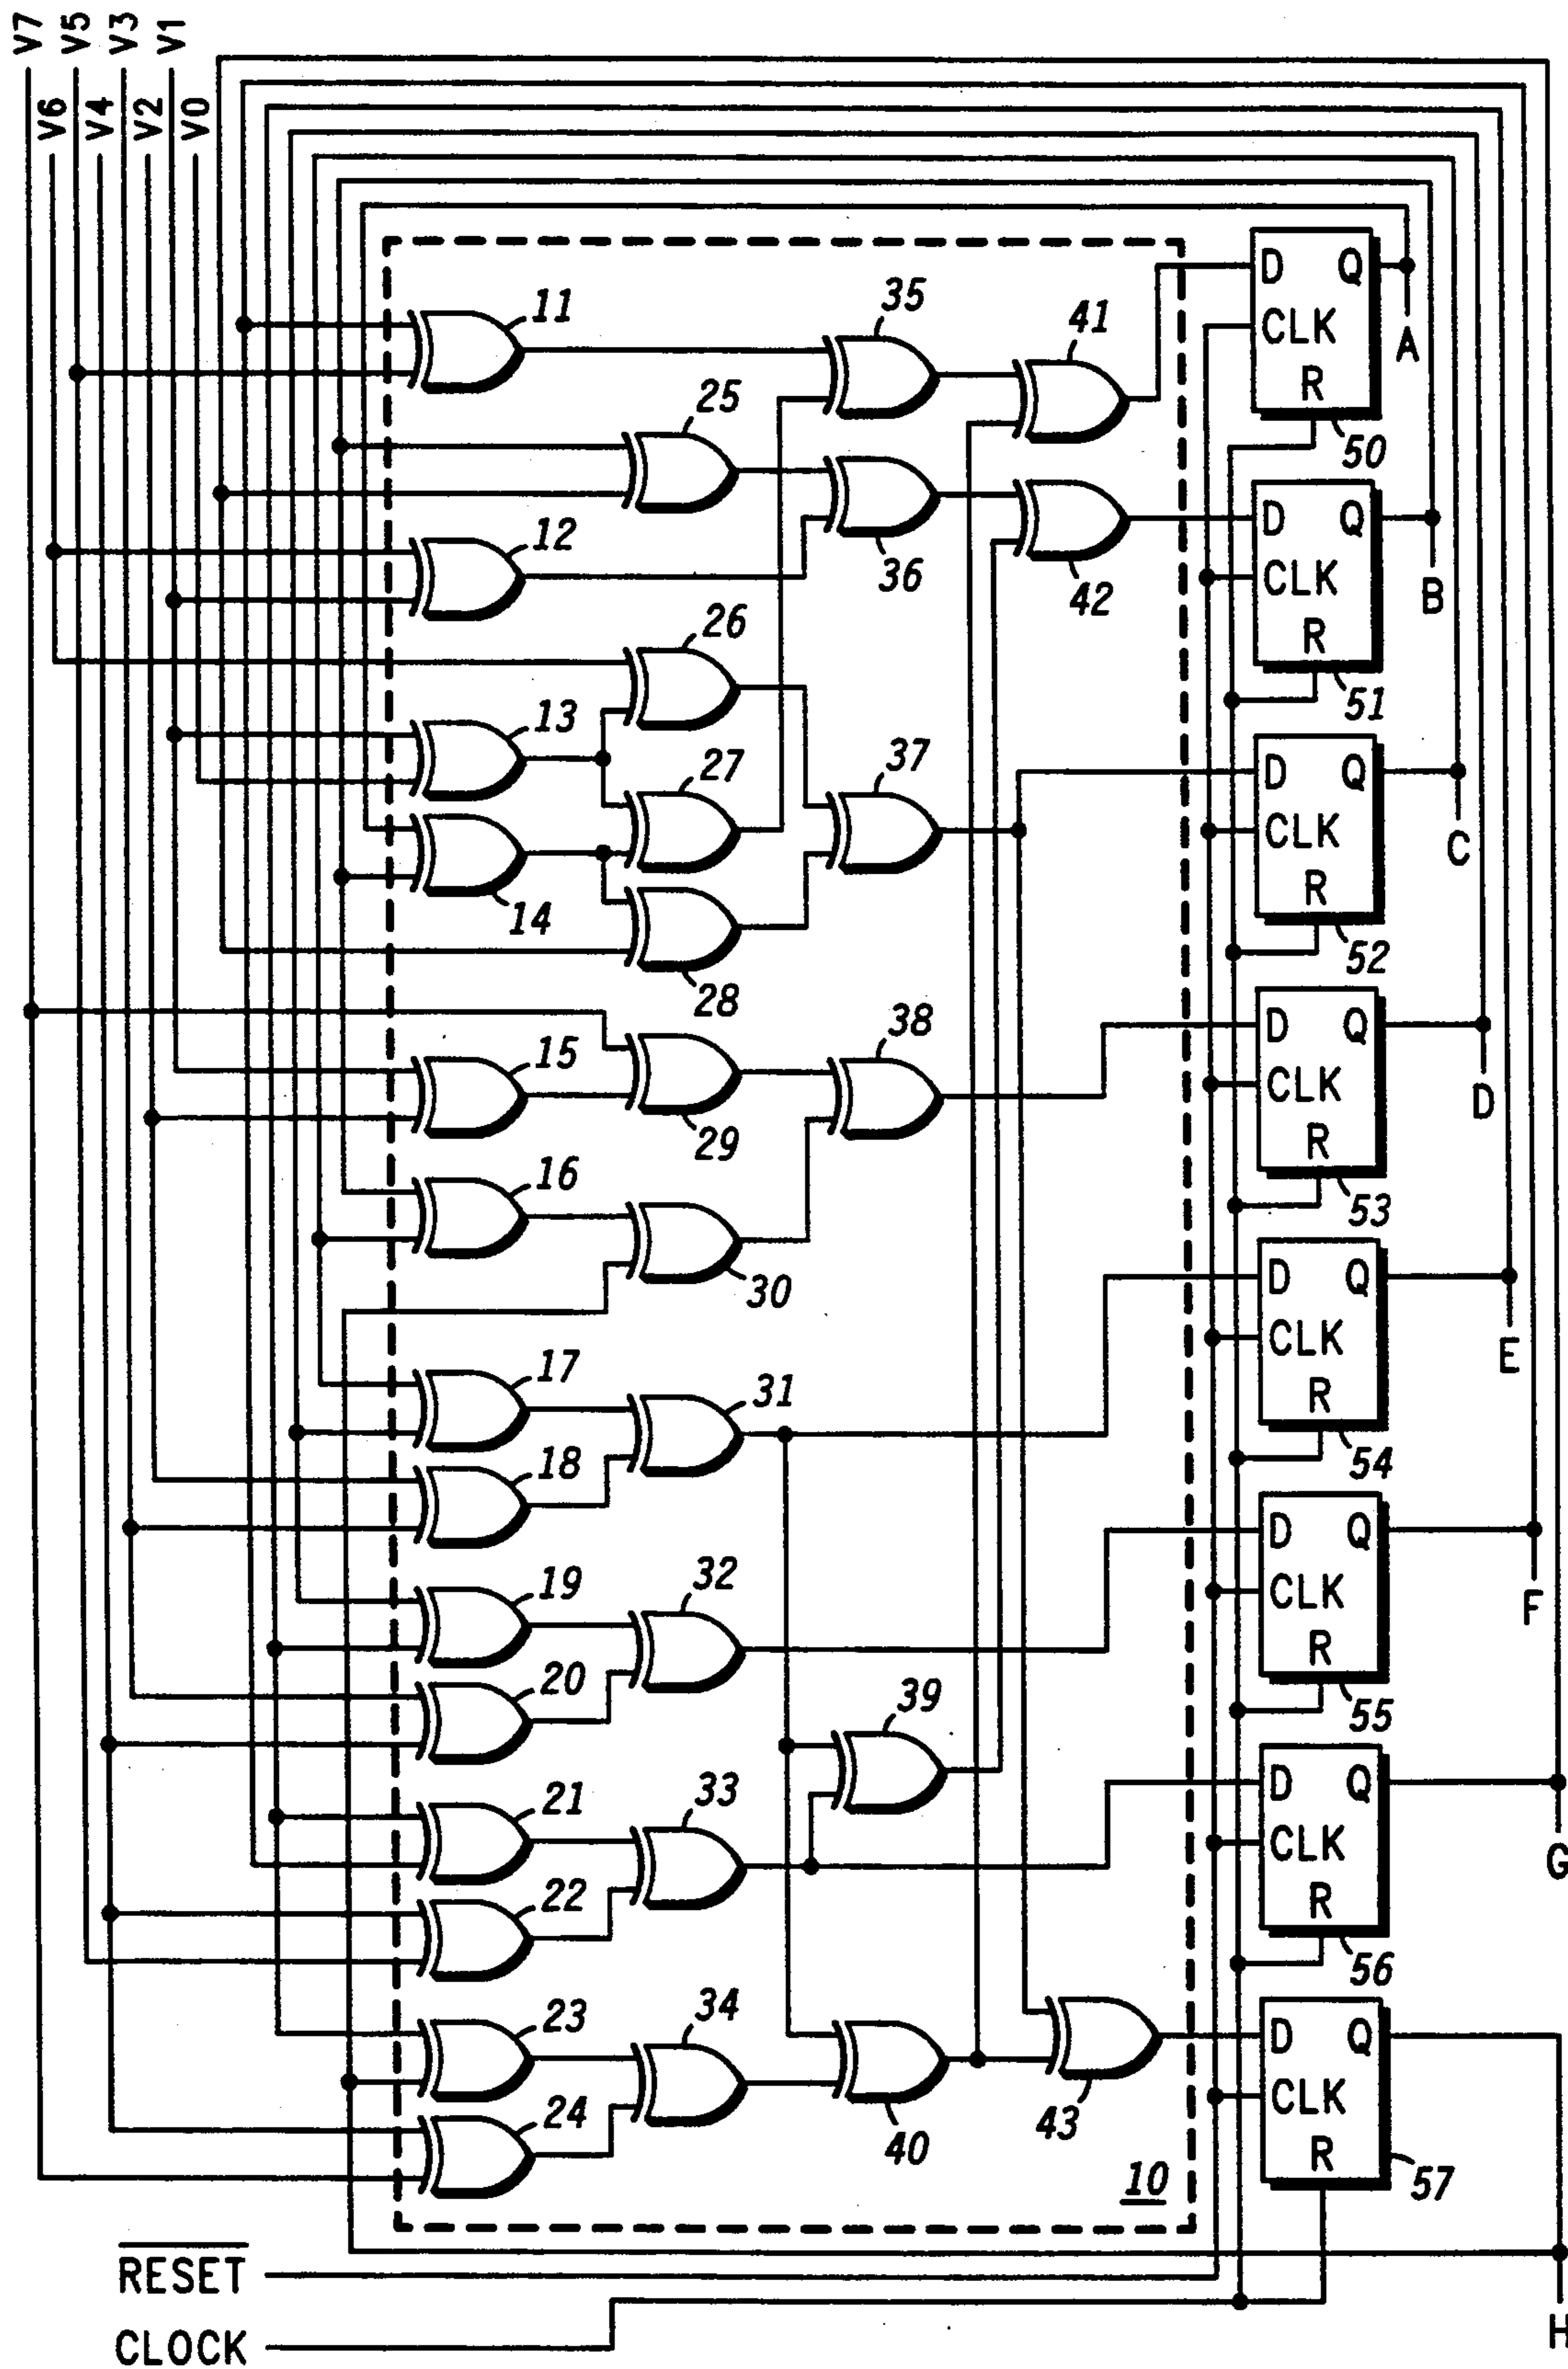 V7
V5
V3
V1
V6
V4
V2
V0
11
35
41
D Q
CLK
R
A
50
25
12
36
42
D Q
CLK
R
B
51
26
13
27
37
14
28
D Q
CLK
R
C
52
15
29
38
D Q
CLK
R
D
53
16
30
17
31
18
D Q
CLK
R
E
54
19
32
20
39
D Q
CLK
R
F
55
21
33
22
D Q
CLK
R
G
56
23
34
24
40
43
10
D Q
CLK
R
57
RESET
CLOCK
H